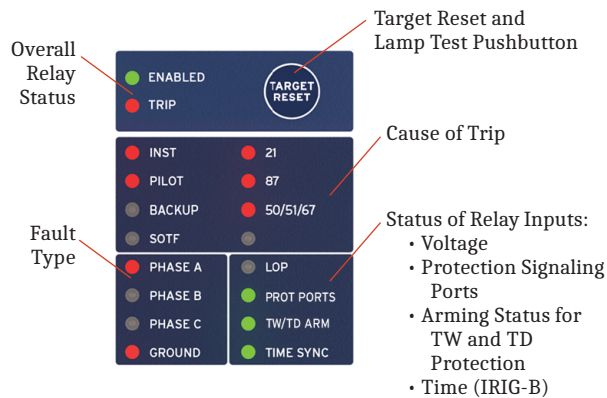 Target Reset and
Lamp Test Pushbutton
Overall
Relay
Status
ENABLED
TRIP
TARGET
RESET
INST
PILOT
BACKUP
SOTF
21
87
50/51/67
Cause of Trip
Fault
Type
PHASE A
PHASE B
PHASE C
GROUND
LOP
PROT PORTS
TW/TD ARM
TIME SYNC
Status of Relay Inputs:
• Voltage
• Protection Signaling
Ports
• Arming Status for
TW and TD
Protection
• Time (IRIG-B)